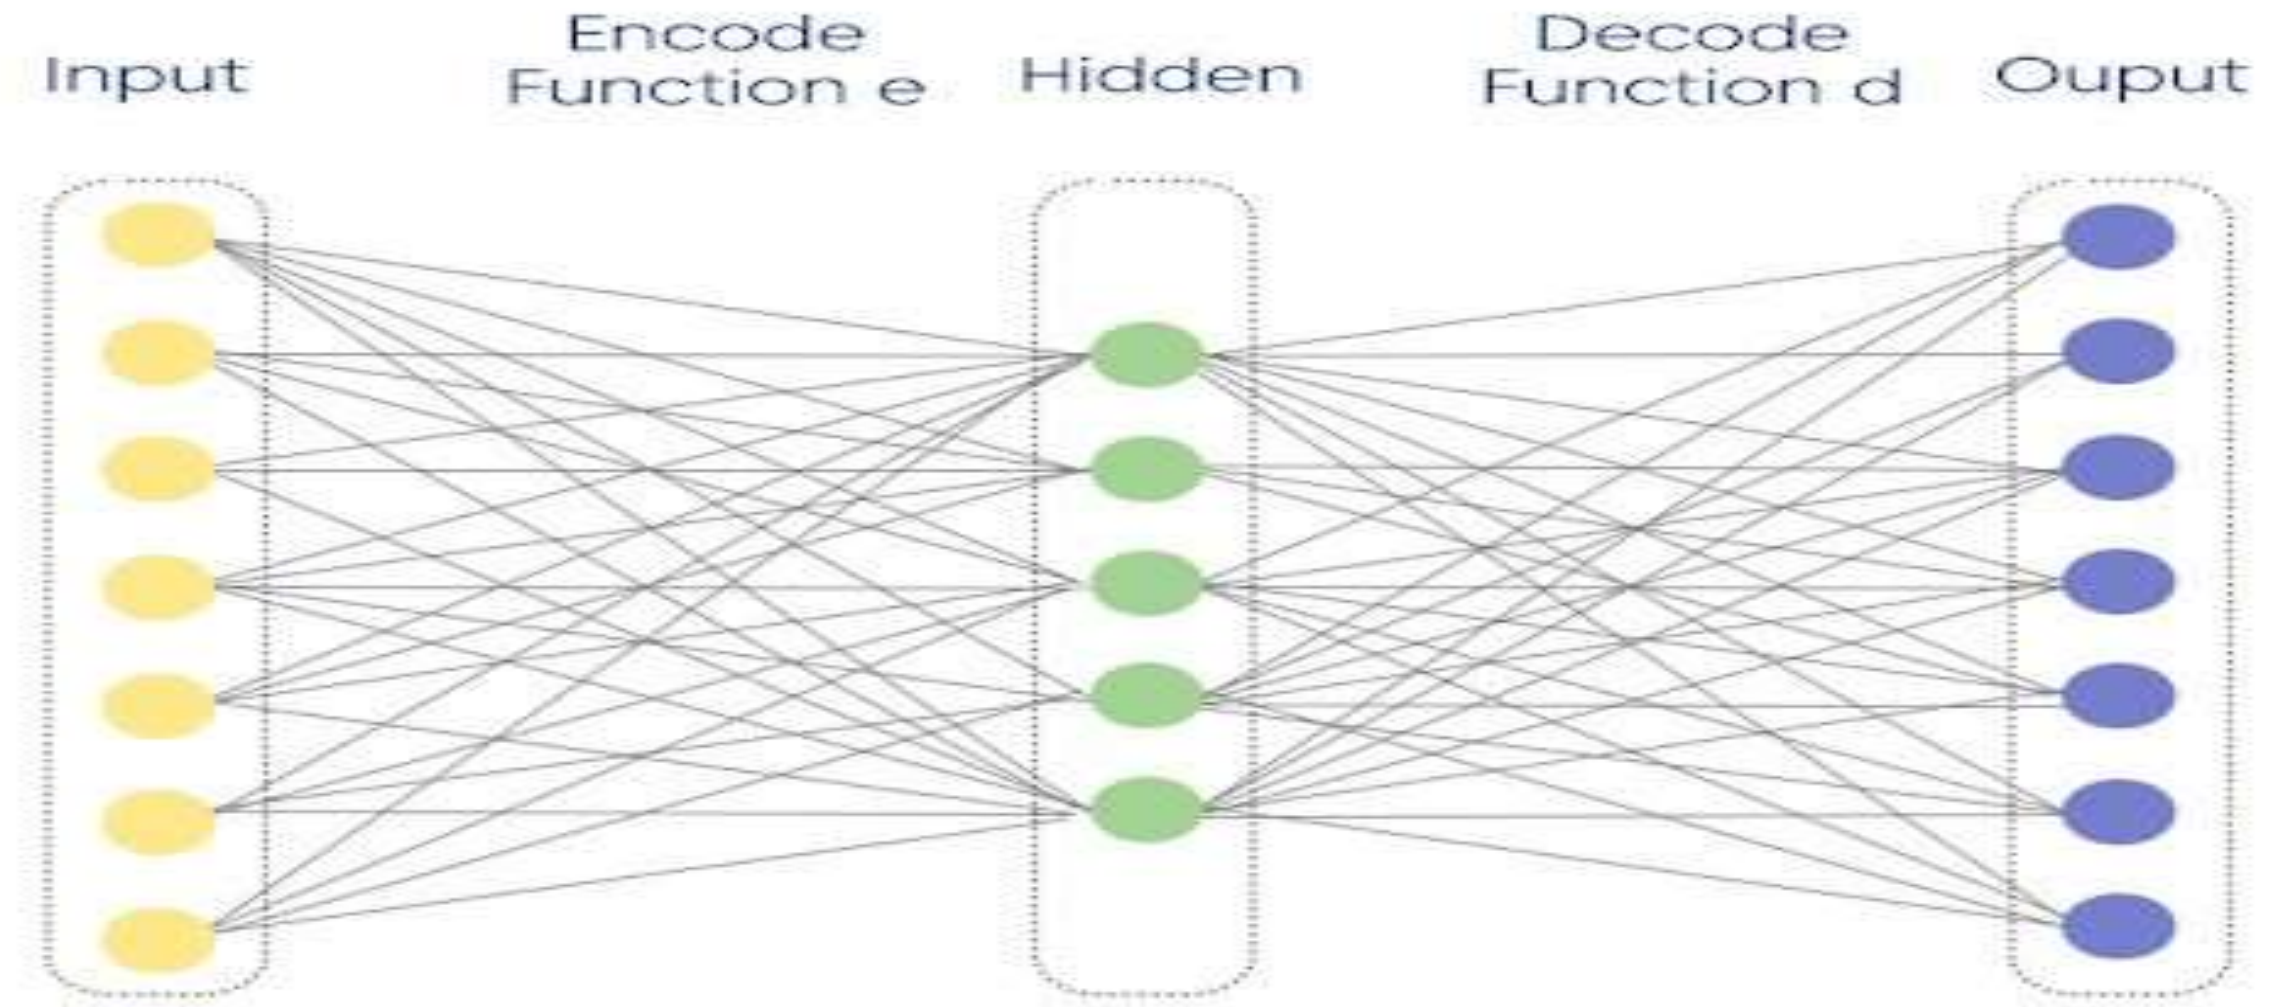 Input
Encode
Function e
Hidden
Decode
Function d
Ouput